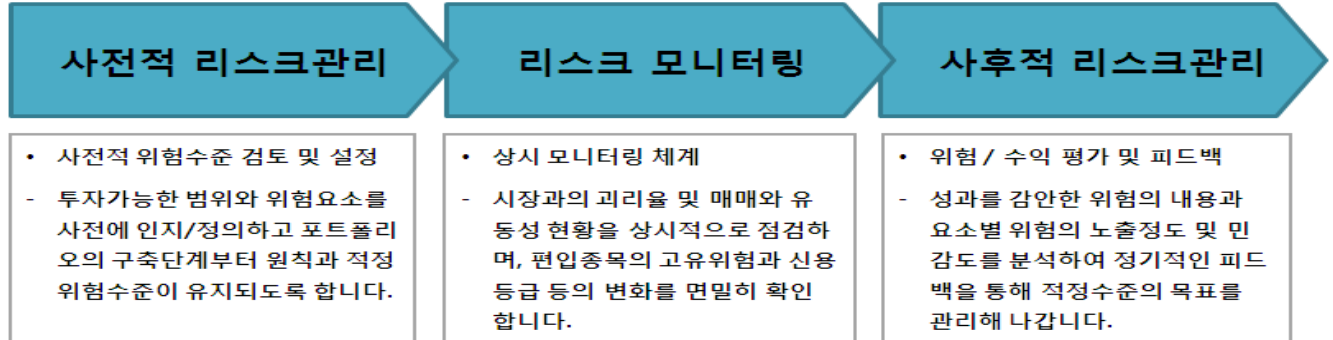 사전적 리스크관리
리스크 모니터링
사후적 리스크관리
• 사전적 위험수준 검토 및 설정
- 투자가능한 범위와 위험요소를
사전에 인지/정의하고 포트폴리
오의 구축단계부터 원칙과 적정
위험수준이 유지되도록 합니다.
• 상시 모니터링 체계
- 시장과의 괴리율 및 매매와 유
동성 현황을 상시적으로 점검하
며, 편입종목의 고유위험과 신용
등급 등의 변화를 면밀히 확인
합니다.
• 위험 / 수익 평가 및 피드백
- 성과를 감안한 위험의 내용과
요소별 위험의 노출정도 및 민
감도를 분석하여 정기적인 피드
백을 통해 적정수준의 목표를
관리해 나갑니다.